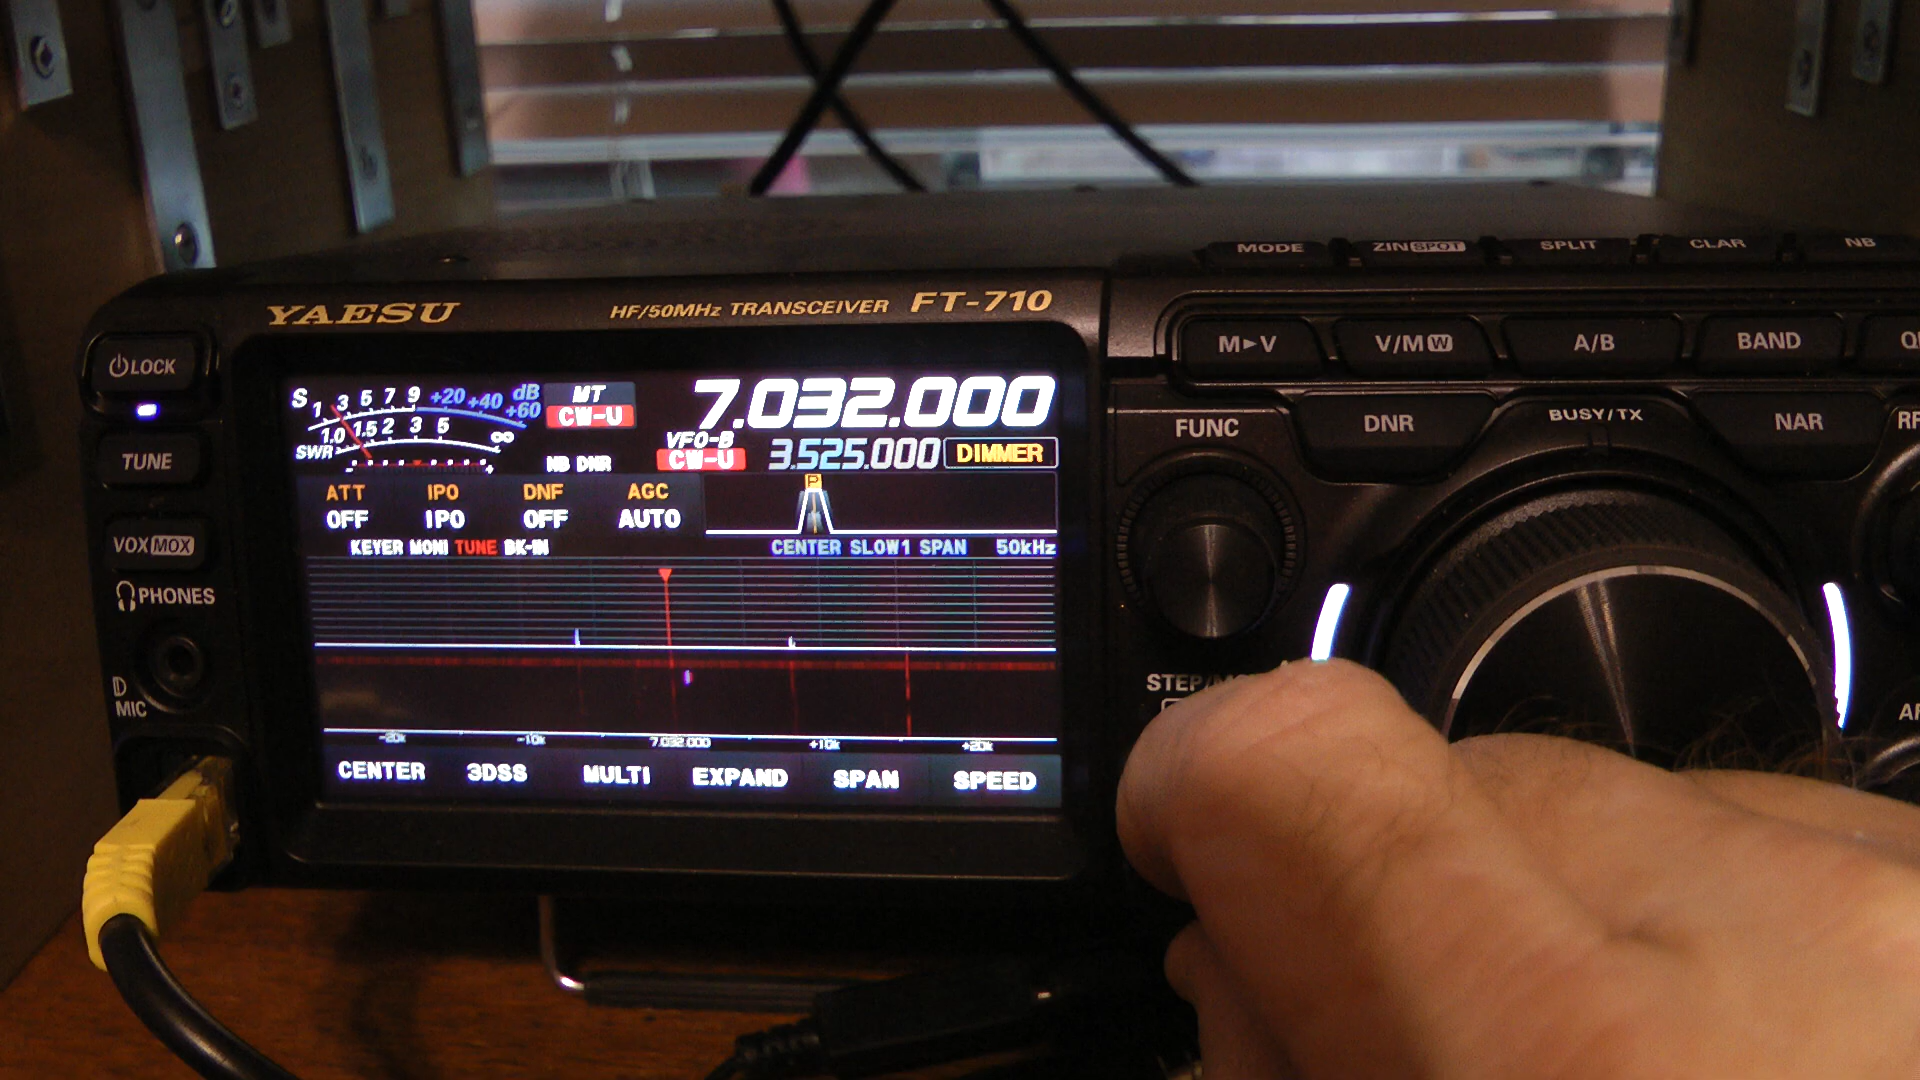 MODE ZIN SPOT SPLIT CLAR NB
YAESU HF/50MHz TRANSCEIVER FT-710
M►V V/M W A/B BAND
LOCK
S 1 3 5 7 9 +20 +40 +60 dB
MT
CW-U
7.032.000
1.0 1.5 2 3 5 ∞
SWR
VFO-B
CW-U
3.525.000
DIMMER
NB DNR
FUNC DNR BUSY/TX NAR
TUNE
ATT IPO DNF AGC
OFF IPO OFF AUTO
P
KEYER MONI TUNE BK-IN
CENTER SLOW1 SPAN 50kHz
VOX MOX
PHONES
MIC
-20k -10k 7.032.000 +10k +20k
CENTER 3DSS MULTI EXPAND SPAN SPEED